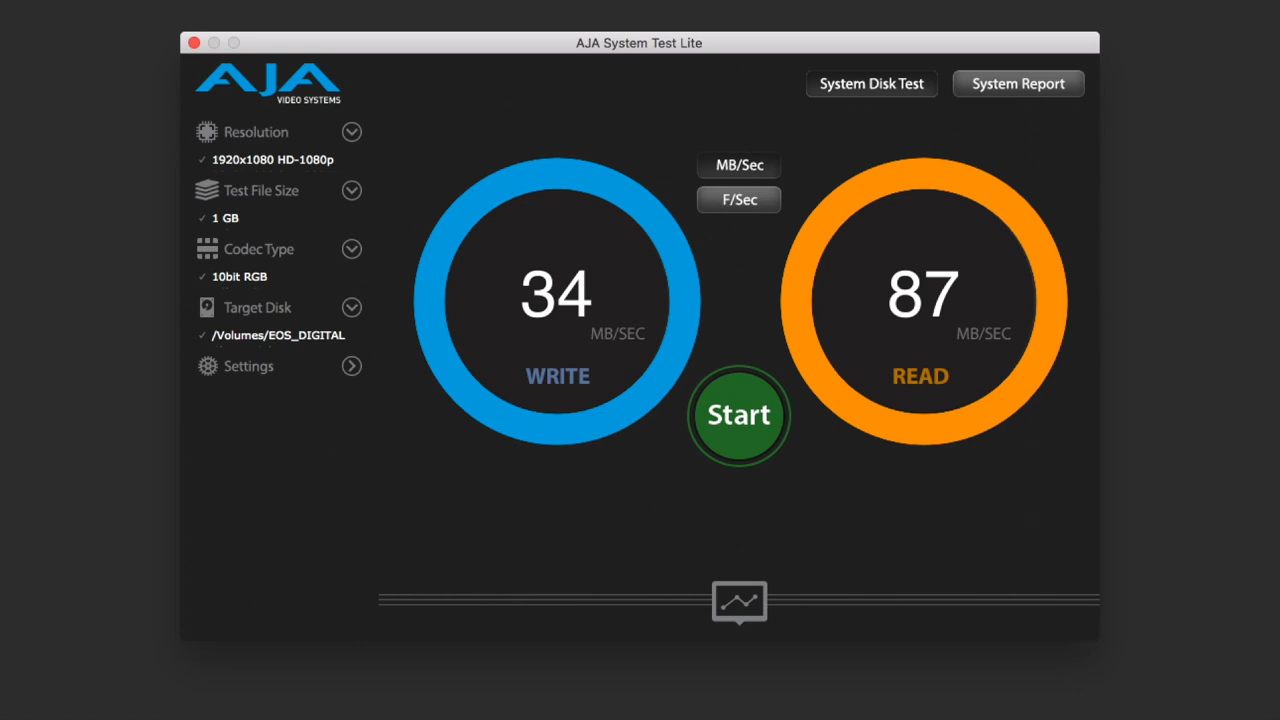 AJA System Test Lite
AJA
VIDEO SYSTEMS
System Disk Test
System Report
Resolution
1920x1080 HD-1080p
Test File Size
1 GB
Codec Type
10bit RGB
Target Disk
/Volumes/EOS_DIGITAL
Settings
MB/Sec
F/Sec
34
MB/SEC
WRITE
87
MB/SEC
READ
Start